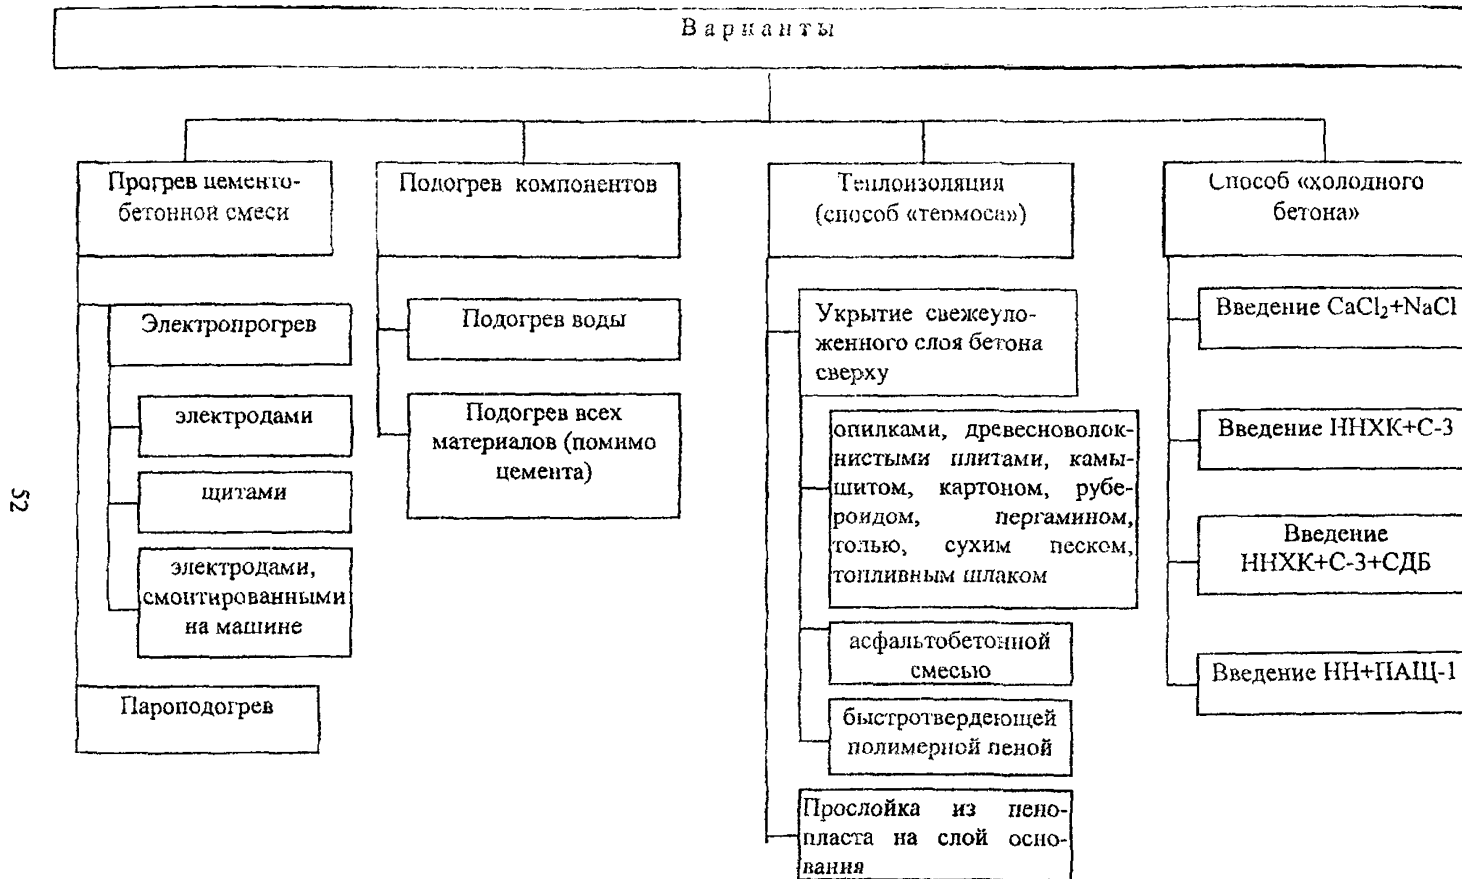 Варианты
Прогрев цементо-
бетонной смеси
Электропрогрев
электродами
щитами
электродами,
смонтированными
на машине
Пароподогрев
Подогрев компонентов
Подогрев воды
Подогрев всех
материалов (помимо
цемента)
Теплоизоляция
(способ «термоса»)
Укрытие свежеуло-
женного слоя бетона
сверху
опилками, древесноволок-
нистыми плитами, камы-
шитом, картоном, рубе-
роидом, пергамином,
толью, сухим песком,
топливным шлаком
асфальтобетонной
смесью
быстротвердеющей
полимерной пеной
Прослойка из пено-
пласта на слой осно-
вания
Способ «холодного
бетона»
Введение CaCl₂+NaCl
Введение ННХК+С-3
Введение
ННХК+С-3+СДБ
Введение НН+ПАЩ-1
52